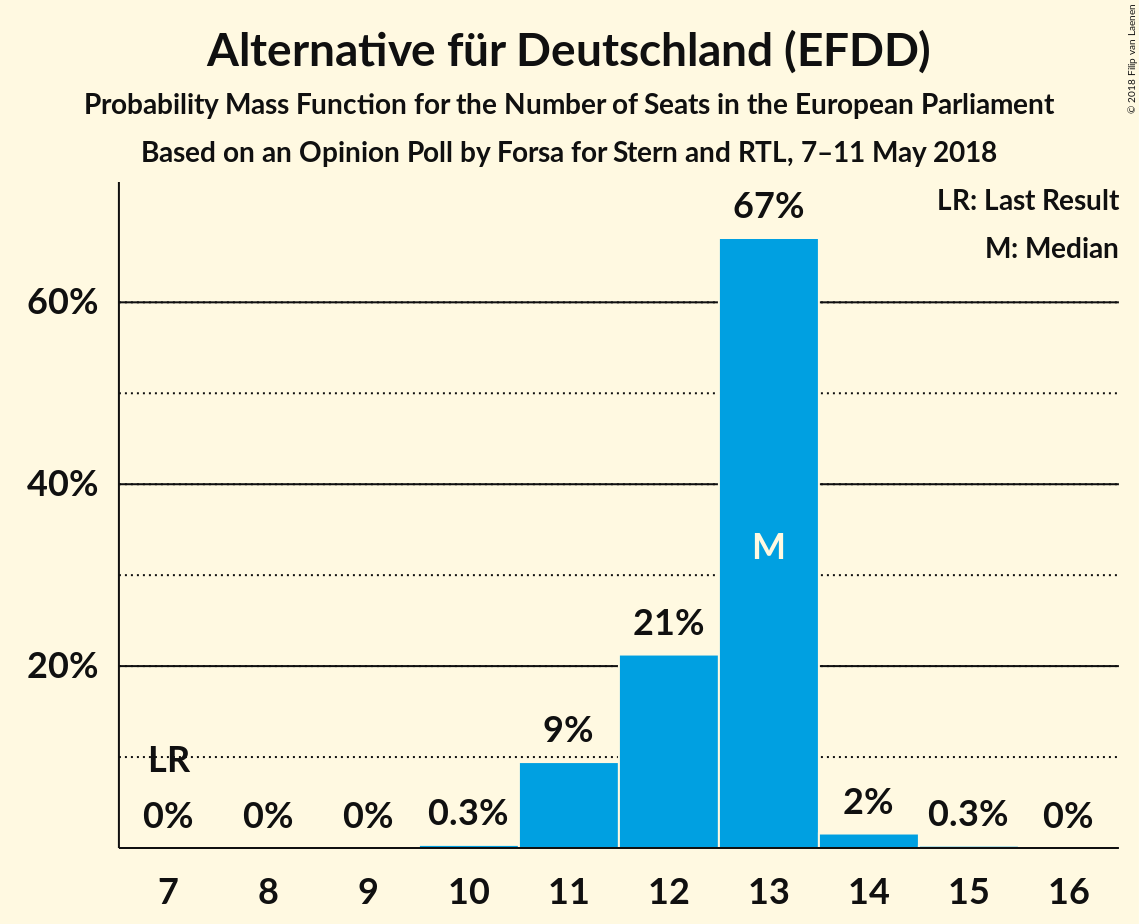 Alternative für Deutschland (EFDD)
Probability Mass Function for the Number of Seats in the European Parliament
Based on an Opinion Poll by Forsa for Stern and RTL, 7–11 May 2018
© 2018 Filip van Laenen
LR: Last Result
M: Median
60%
40%
20%
LR
0%
0%
0%
0.3%
9%
21%
67%
M
2%
0.3%
0%
7
8
9
10
11
12
13
14
15
16